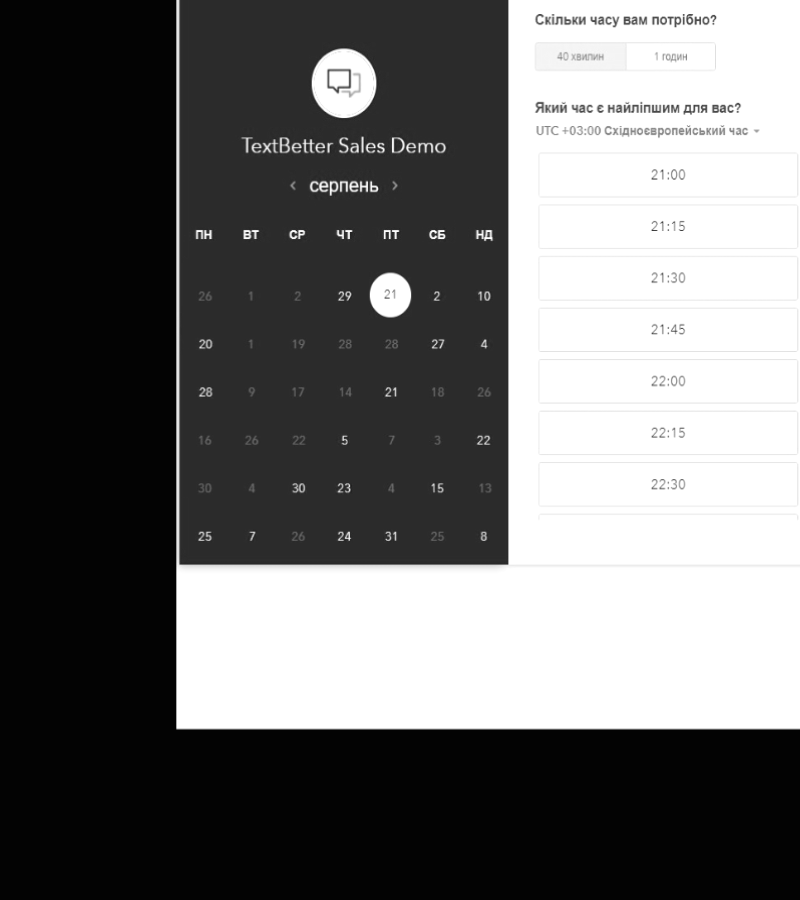 TextBetter Sales Demo
‹ серпень ›
ПН ВТ СР ЧТ ПТ СБ НД
26 1 2 29 21 2 10
20 1 19 28 28 27 4
28 9 17 14 21 18 26
16 26 22 5 7 3 22
30 4 30 23 4 15 13
25 7 26 24 31 25 8
Скільки часу вам потрібно?
40 хвилин 1 годин
Який час є найліпшим для вас?
UTC +03:00 Східноєвропейський час
21:00
21:15
21:30
21:45
22:00
22:15
22:30